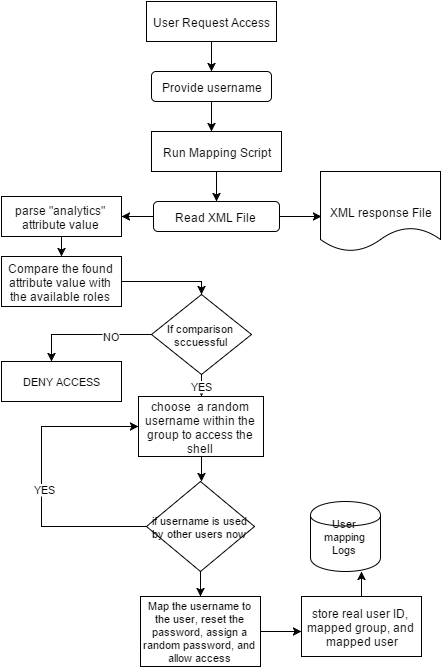 User Request Access
Provide username
Run Mapping Script
Read XML File
XML response File
parse "analytics"
attribute value
Compare the found
attribute value with
the available roles
If comparison
sccuessful
NO
DENY ACCESS
YES
choose a random
username within the
group to access the
shell
YES
if username is used
by other users now
Map the username to
the user, reset the
password, assign a
random password, and
allow access
User
mapping
Logs
store real user ID,
mapped group, and
mapped user